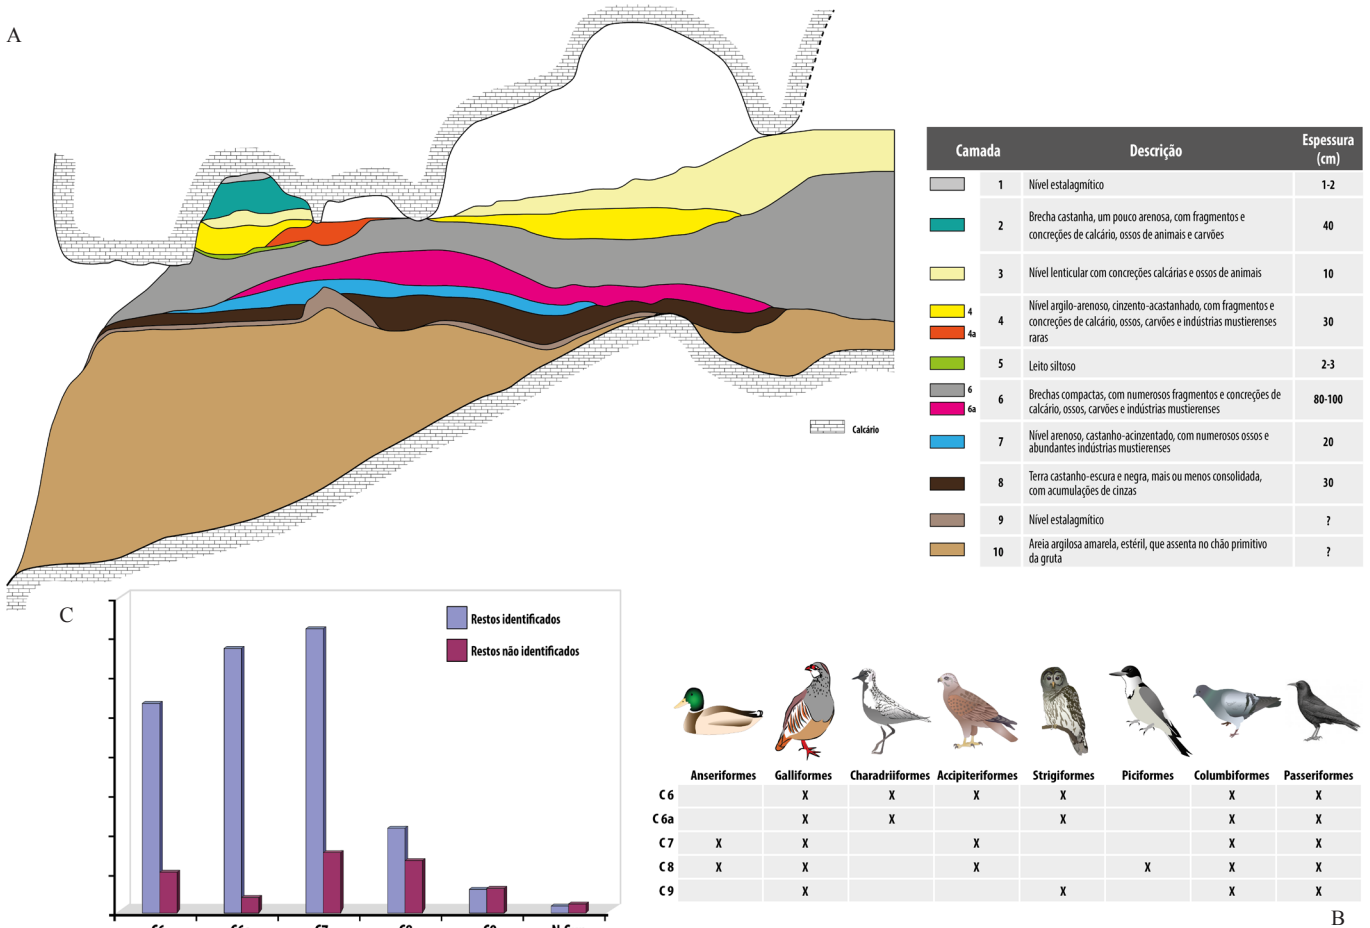 A
Camada Descrição Espessura (cm)
1 Nível estalagmítico 1-2
2 Brecha castanha, um pouco arenosa, com fragmentos e
concreções de calcário, ossos de animais e carvões 40
3 Nível lenticular com concreções calcárias e ossos de animais 10
4 4a 4 Nível argilo-arenoso, cinzento-acastanhado, com fragmentos e
concreções de calcário, ossos, carvões e indústrias mustierenses
raras 30
5 Leito siltoso 2-3
6 6a 6 Brechas compactas, com numerosos fragmentos e concreções de
calcário, ossos, carvões e indústrias mustierenses 80-100
7 Nível arenoso, castanho-acinzentado, com numerosos ossos e
abundantes indústrias mustierenses 20
8 Terra castanho-escura e negra, mais ou menos consolidada,
com acumulações de cinzas 30
9 Nível estalagmítico ?
10 Areia argilosa amarela, estéril, que assenta no chão primitivo
da gruta ?
Calcário
C
Restos identificados
Restos não identificados
Anseriformes Galliformes Charadriiformes Accipiteriformes Strigiformes Piciformes Columbiformes Passeriformes
C 6 X X X X X X
C 6a X X X X X
C 7 X X X X X
C 8 X X X X X X
C 9 X X X X
B